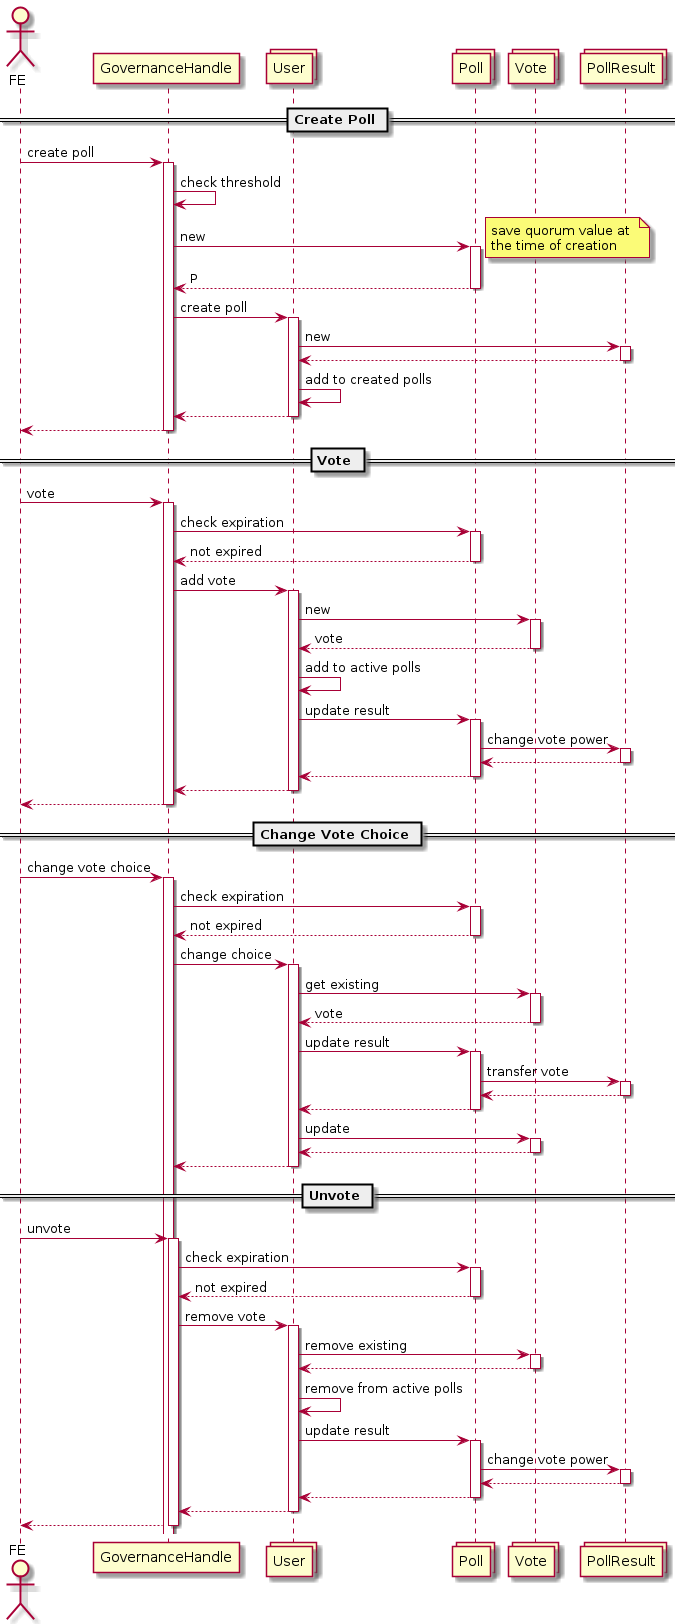 FE
GovernanceHandle
User
Poll
Vote
PollResult
Create Poll
create poll
check threshold
new
save quorum value at
the time of creation
P
create poll
new
add to created polls
Vote
vote
check expiration
not expired
add vote
new
vote
add to active polls
update result
change vote power
Change Vote Choice
change vote choice
check expiration
not expired
change choice
get existing
vote
update result
transfer vote
update
Unvote
unvote
check expiration
not expired
remove vote
remove existing
remove from active polls
update result
change vote power
FE
GovernanceHandle
User
Poll
Vote
PollResult